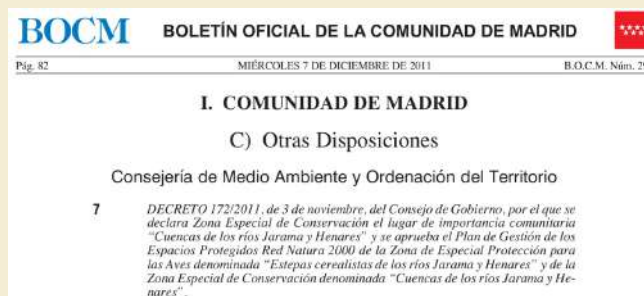 BOCM BOLETÍN OFICIAL DE LA COMUNIDAD DE MADRID
Pág. 82 MIÉRCOLES 7 DE DICIEMBRE DE 2011 B.O.C.M. Núm.
I. COMUNIDAD DE MADRID
C) Otras Disposiciones
Consejería de Medio Ambiente y Ordenación del Territorio
7 DECRETO 172/2011, de 3 de noviembre, del Consejo de Gobierno, por el que se
declara Zona Especial de Conservación el lugar de importancia comunitaria
"Cuencas de los ríos Jarama y Henares" y se aprueba el Plan de Gestión de los
Espacios Protegidos Red Natura 2000 de la Zona de Especial Protección para
las Aves denominada "Estepas cerealistas de los ríos Jarama y Henares" y de la
Zona Especial de Conservación denominada "Cuencas de los ríos Jarama y He-
nares".